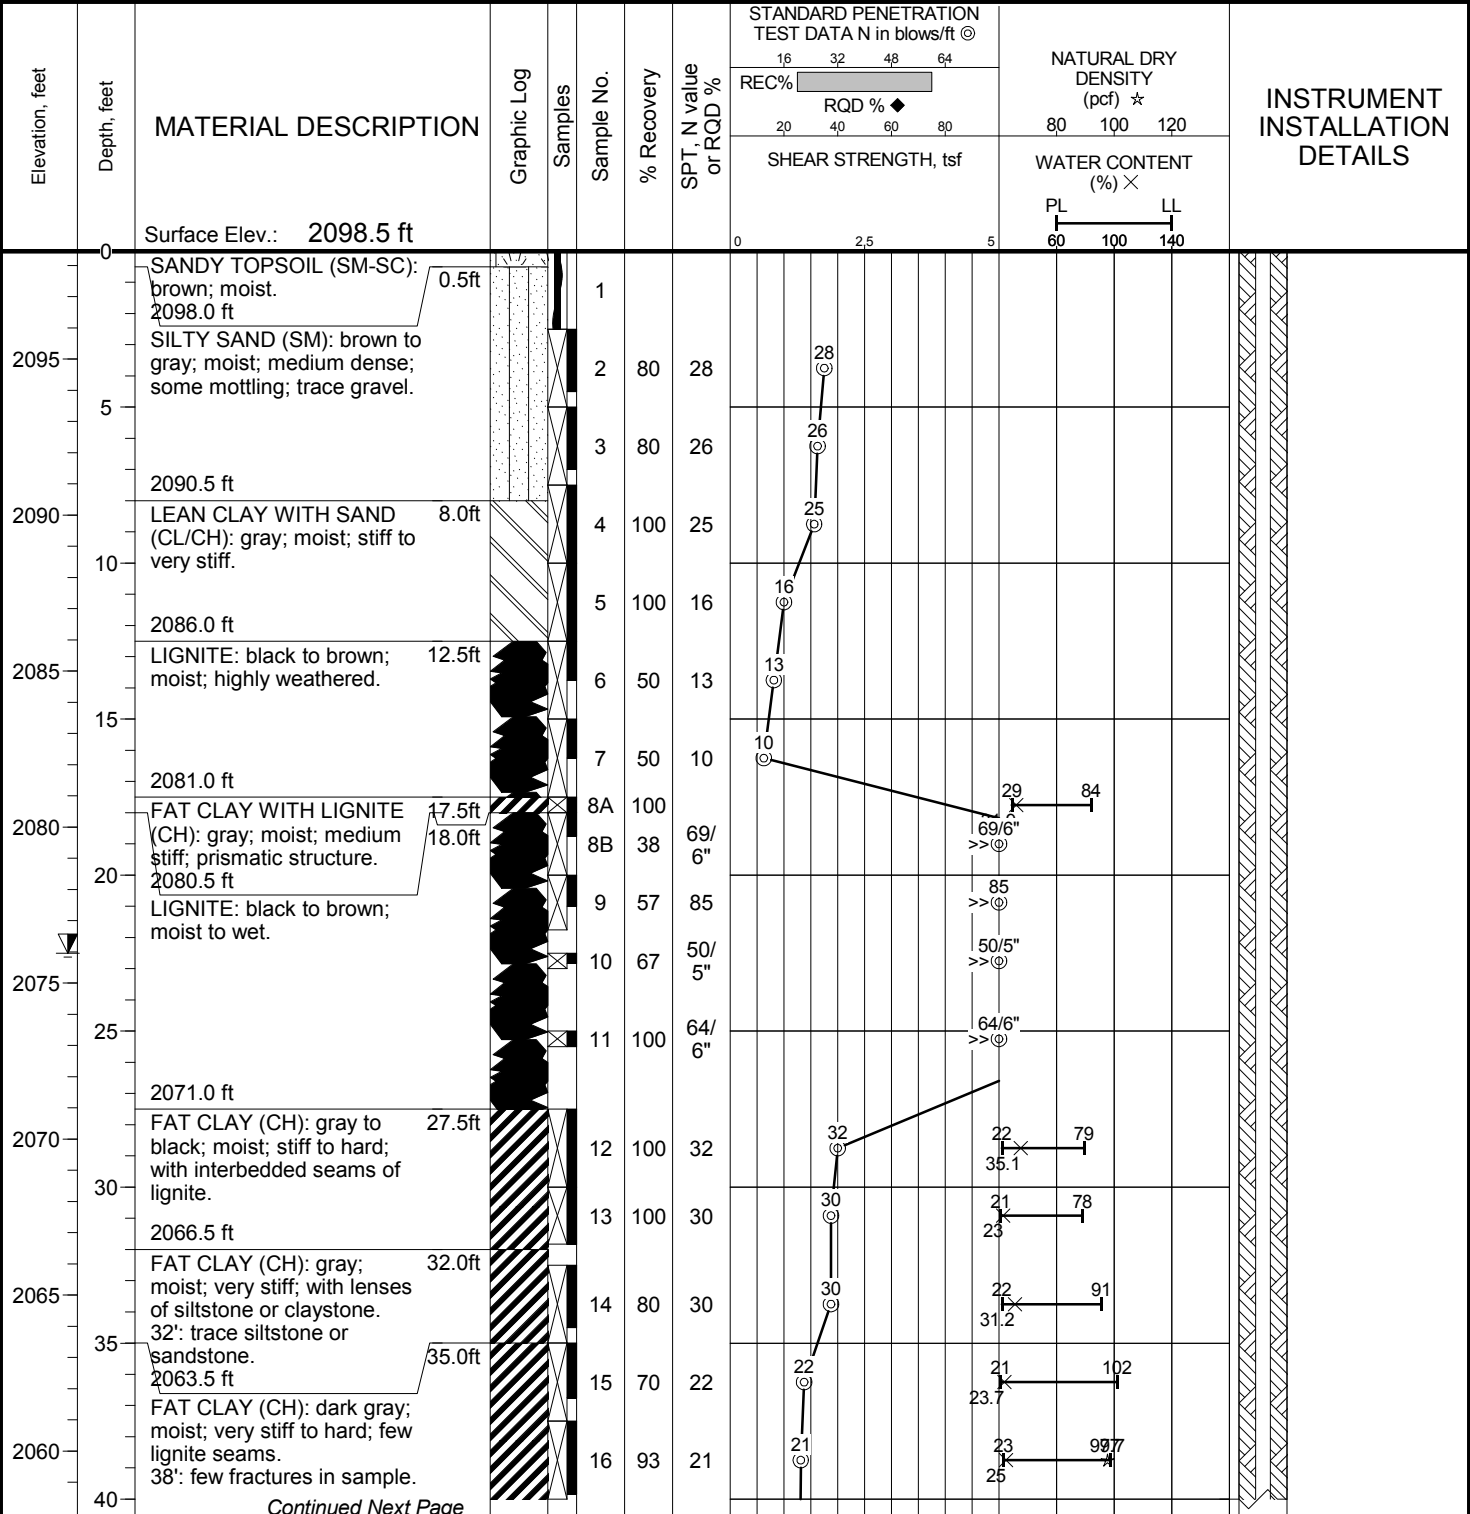 Elevation, feet
Depth, feet
MATERIAL DESCRIPTION
Surface Elev.: 2098.5 ft
Graphic Log
Samples
Sample No.
% Recovery
SPT, N value
or RQD %
STANDARD PENETRATION
TEST DATA N in blows/ft
16 32 48 64
REC%
RQD % ◆
20 40 60 80
SHEAR STRENGTH, tsf
0 2,5 5
NATURAL DRY
DENSITY
(pcf) ☆
80 100 120
WATER CONTENT
(%) ✕
PL LL
60 100 140
INSTRUMENT
INSTALLATION
DETAILS
0
SANDY TOPSOIL (SM-SC):
brown; moist.
0.5ft
2098.0 ft
1
SILTY SAND (SM): brown to
gray; moist; medium dense;
some mottling; trace gravel.
2095
2 80 28
28
5
3 80 26
26
2090.5 ft
2090
LEAN CLAY WITH SAND
(CL/CH): gray; moist; stiff to
very stiff.
8.0ft
4 100 25
25
10
5 100 16
16
2086.0 ft
LIGNITE: black to brown;
moist; highly weathered.
12.5ft
2085
6 50 13
13
15
7 50 10
10
2081.0 ft
FAT CLAY WITH LIGNITE
(CH): gray; moist; medium
stiff; prismatic structure.
17.5ft
8A 100
29 84
2080
18.0ft
8B 38 69/
6"
69/6"
>>
2080.5 ft
20
LIGNITE: black to brown;
moist to wet.
9 57 85
85
>>
10 67 50/
5"
50/5"
>>
2075
25
11 100 64/
6"
64/6"
>>
2071.0 ft
FAT CLAY (CH): gray to
black; moist; stiff to hard;
with interbedded seams of
lignite.
27.5ft
2070
12 100 32
32
22 79
35.1
30
13 100 30
30
21 78
23
2066.5 ft
FAT CLAY (CH): gray;
moist; very stiff; with lenses
of siltstone or claystone.
32': trace siltstone or
sandstone.
32.0ft
2065
14 80 30
30
22 91
31.2
2063.5 ft
35
35.0ft
15 70 22
22
21 102
23.7
FAT CLAY (CH): dark gray;
moist; very stiff to hard; few
lignite seams.
38': few fractures in sample.
2060
16 93 21
21
23
25
40
Continued Next Page